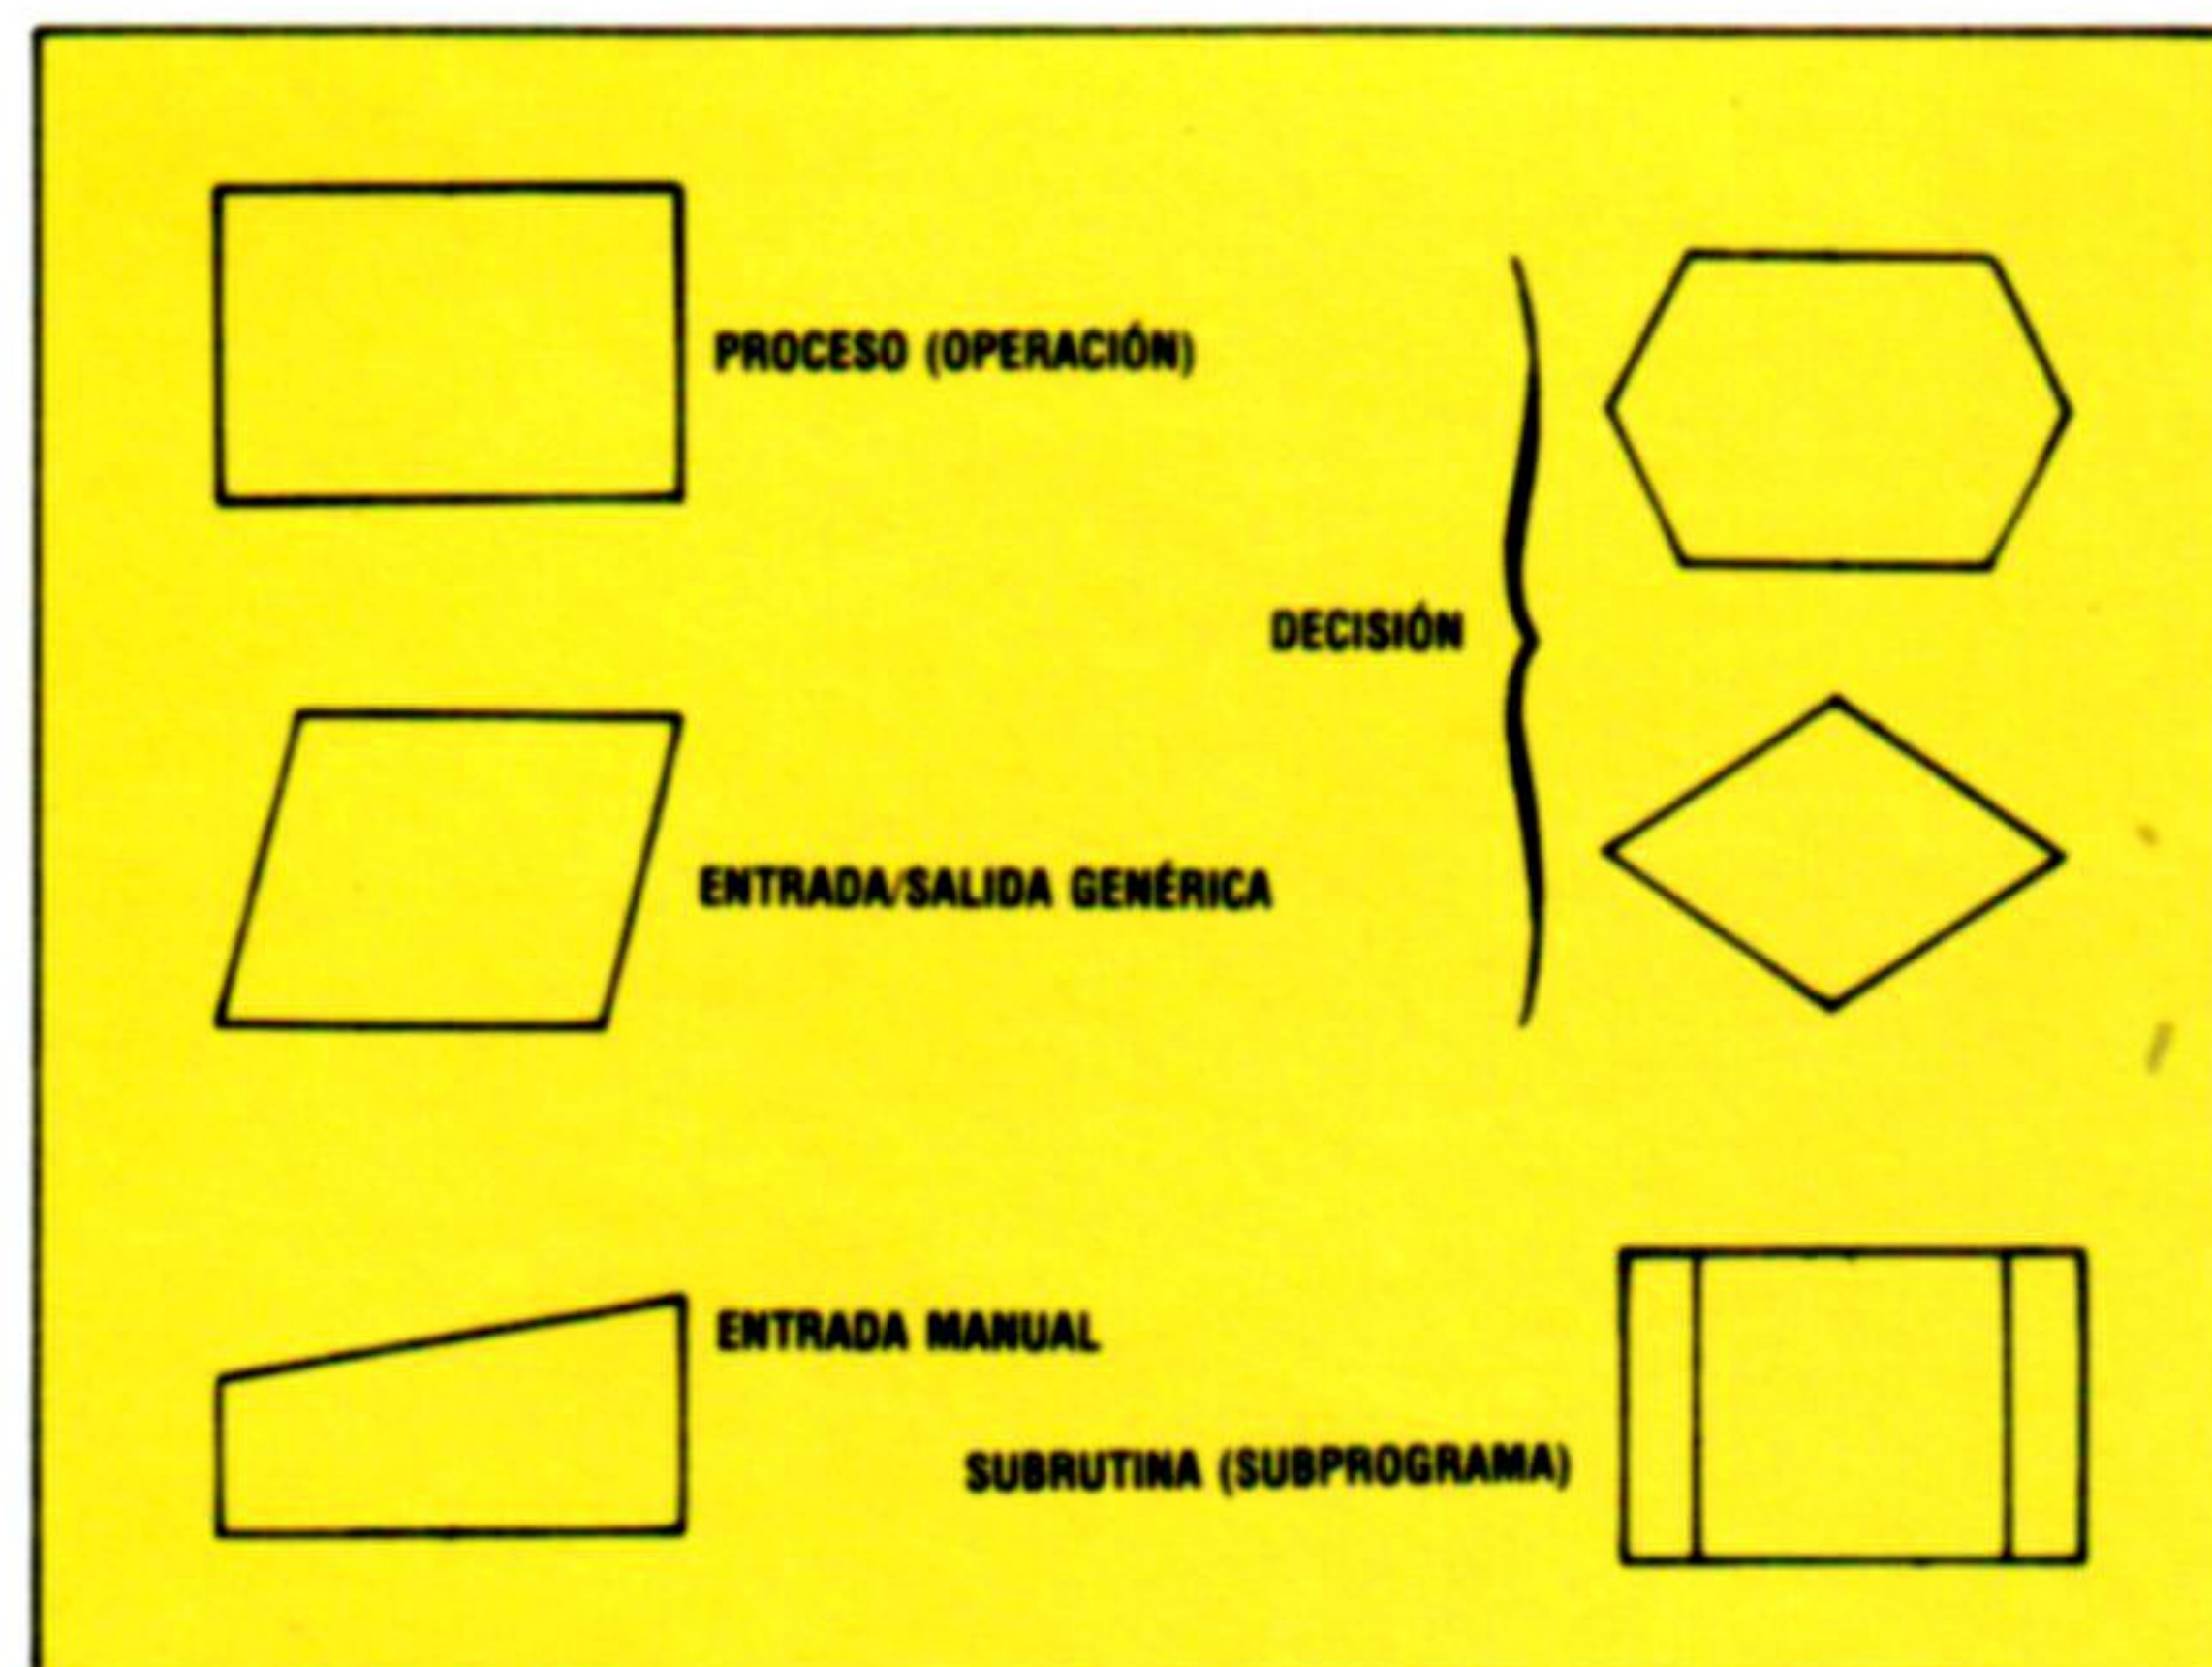 PROCESO (OPERACIÓN)
DECISIÓN
ENTRADA/SALIDA GENÉRICA
ENTRADA MANUAL
SUBRUTINA (SUBPROGRAMA)